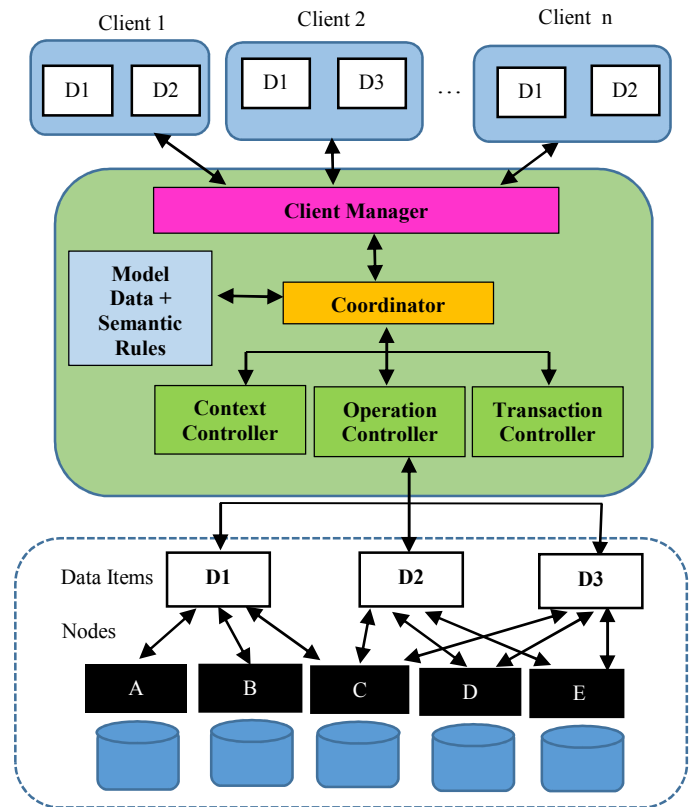 Client 1
Client 2
Client n
D1
D2
D1
D3
…
D1
D2
Client Manager
Model
Data +
Semantic
Rules
Coordinator
Context
Controller
Operation
Controller
Transaction
Controller
Data Items
D1
D2
D3
Nodes
A
B
C
D
E